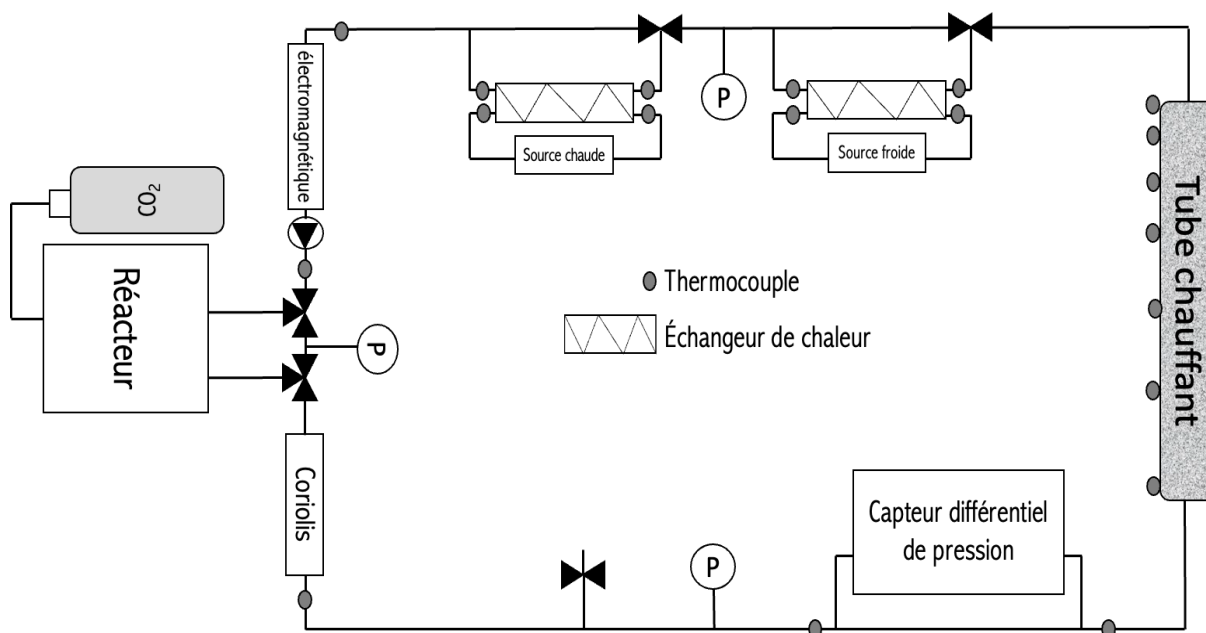 électromagnétique
P
Source chaude
Source froide
CO₂
Réacteur
P
Thermocouple
Échangeur de chaleur
Tube chauffant
Coriolis
P
Capteur différentiel
de pression